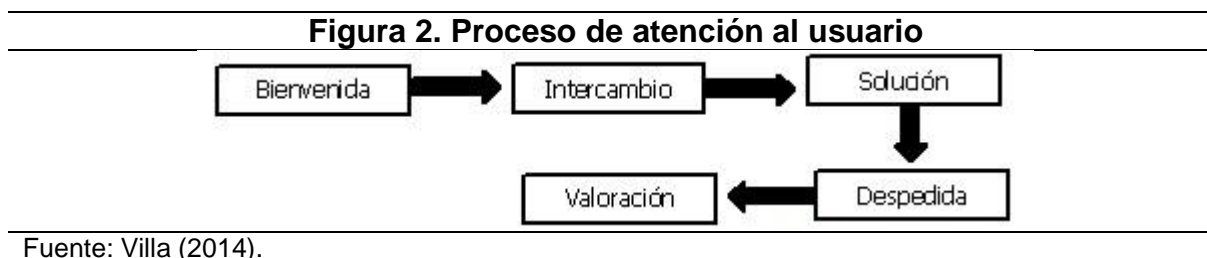 Figura 2. Proceso de atención al usuario
Bienvenida
Intercambio
Solución
Despedida
Valoración
Fuente: Villa (2014).